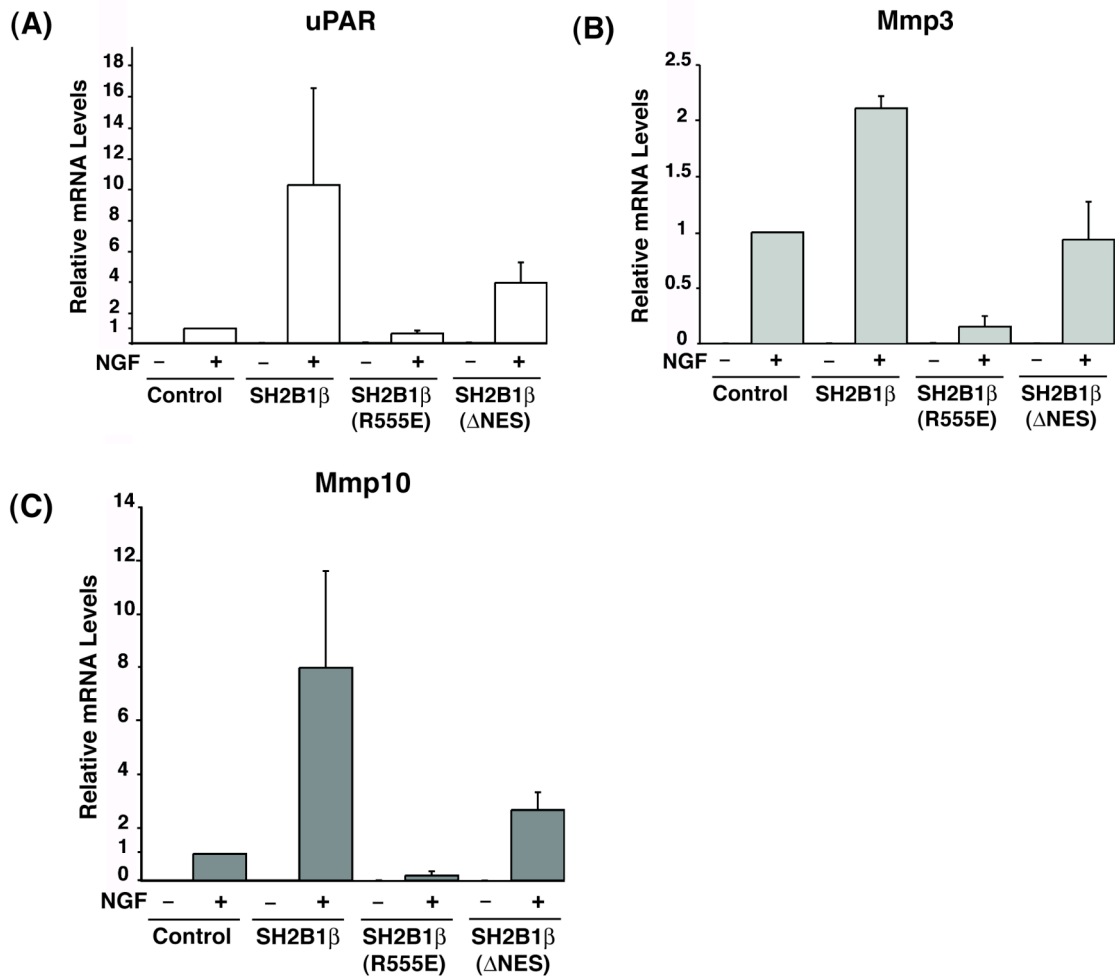 (A)
uPAR
Relative mRNA Levels
18
16
14
12
10
8
6
4
2
1
NGF – + – + – + – +
Control SH2B1β SH2B1β SH2B1β
(R555E) (ΔNES)
(B)
Mmp3
Relative mRNA Levels
2.5
2
1.5
1
0.5
0
NGF – + – + – + – +
Control SH2B1β SH2B1β SH2B1β
(R555E) (ΔNES)
(C)
Mmp10
Relative mRNA Levels
14
12
10
8
6
4
2
1
0
NGF – + – + – + – +
Control SH2B1β SH2B1β SH2B1β
(R555E) (ΔNES)